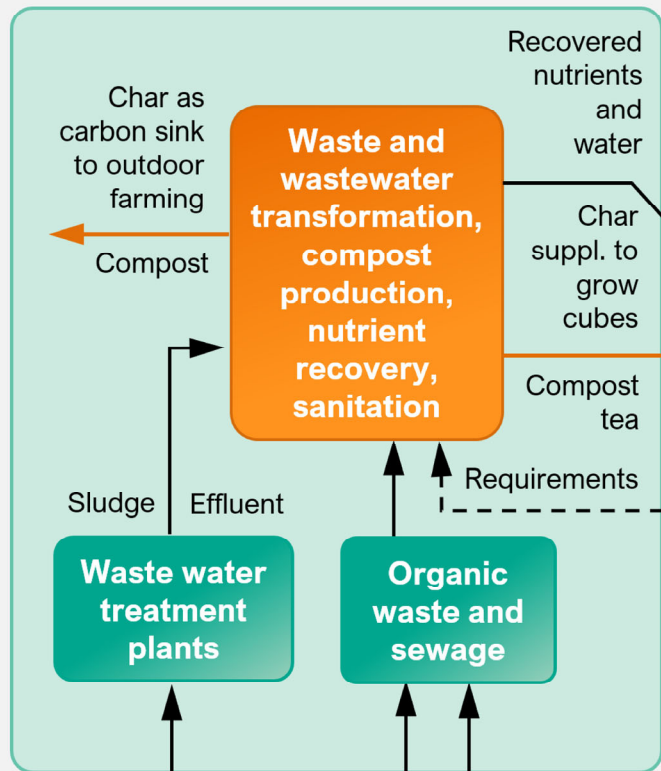 Recovered
nutrients
and
water
Char as
carbon sink
to outdoor
farming
Compost
Waste and
wastewater
transformation,
compost
production,
nutrient
recovery,
sanitation
Char
suppl. to
grow
cubes
Compost
tea
Requirements
Sludge
Effluent
Waste water
treatment
plants
Organic
waste and
sewage